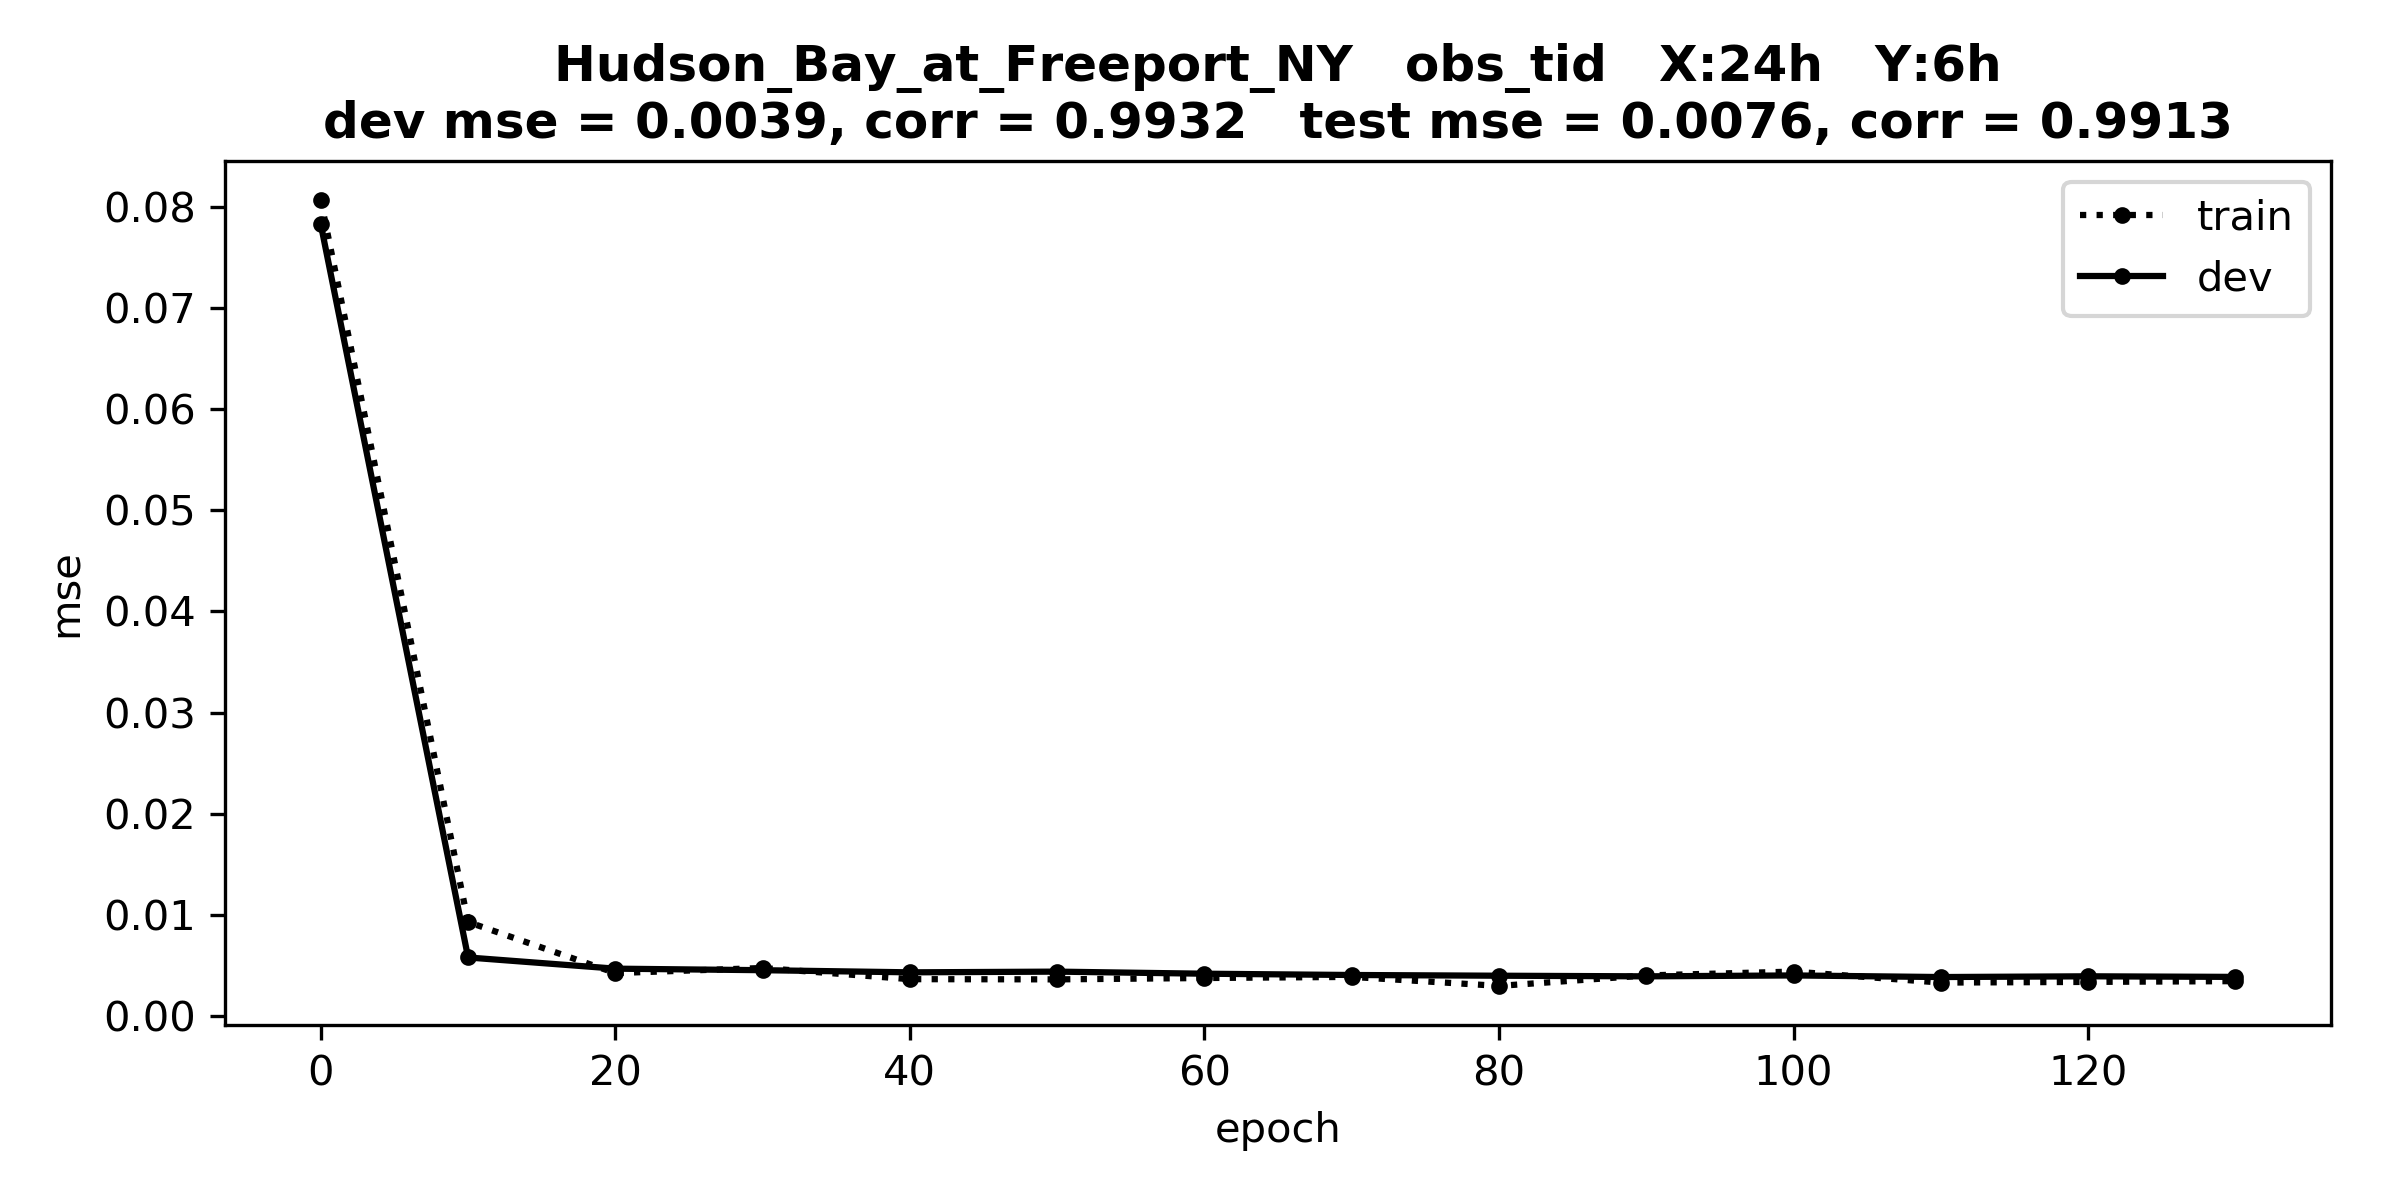 Hudson_Bay_at_Freeport_NY obs_tid X:24h Y:6h
dev mse = 0.0039, corr = 0.9932 test mse = 0.0076, corr = 0.9913
train
dev
0.08
0.07
0.06
0.05
0.04
0.03
0.02
0.01
0.00
mse
0 20 40 60 80 100 120
epoch